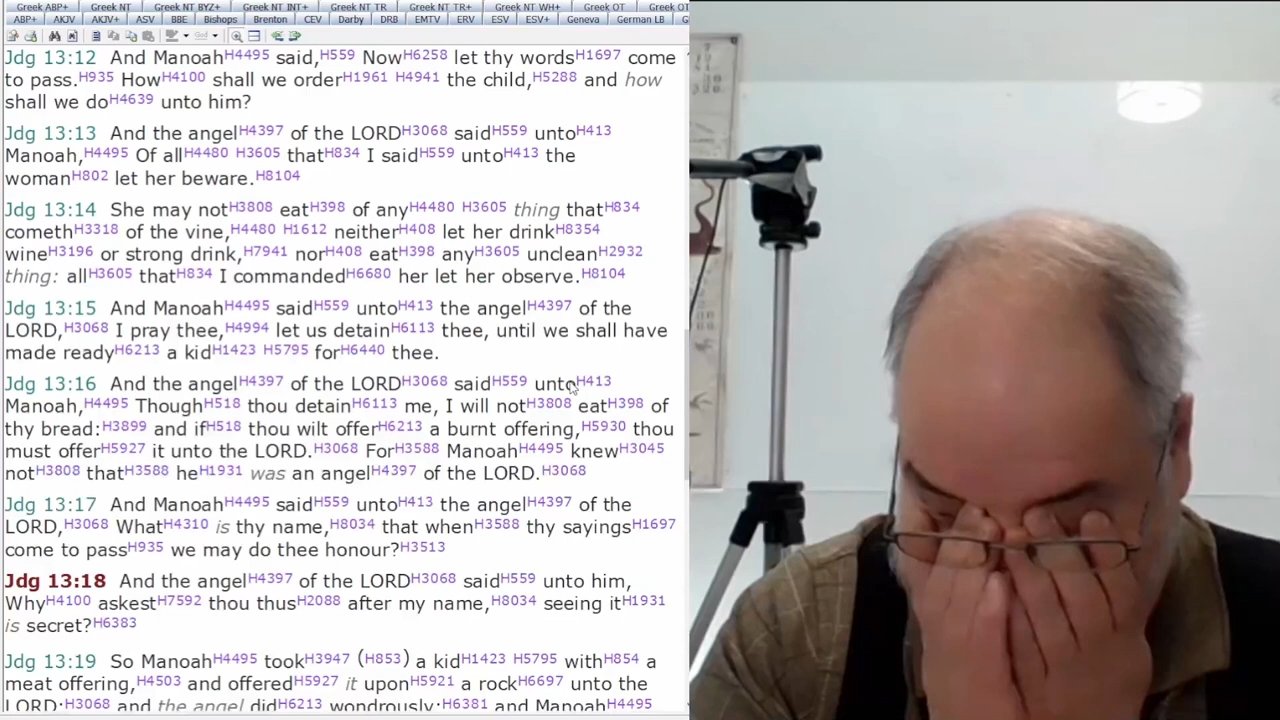 Greek ABP+ Greek NT Greek NT BYZ+ Greek NT INT+ Greek NT TR Greek NT TR+ Greek NT WH+ Greek OT Greek OT
ABP+ AKJV AKJV+ ASV BBE Bishops Brenton CEV Darby DRB EMTV ERV ESV ESV+ Geneva German LB G
Jdg 13:12 And ManoahH4495 said,H559 NowH6258 let thy wordsH1697 come
to pass.H935 HowH4100 shall we orderH1961 H4941 the child,H5288 and how
shall we doH4639 unto him?
Jdg 13:13 And the angelH4397 of the LORDH3068 saidH559 untoH413
Manoah,H4495 Of allH4480 H3605 thatH834 I saidH559 untoH413 the
womanH802 let her beware.H8104
Jdg 13:14 She may notH3808 eatH398 of anyH4480 H3605 thing thatH834
comethH3318 of the vine,H4480 H1612 neitherH408 let her drinkH8354
wineH3196 or strong drink,H7941 norH408 eatH398 anyH3605 uncleanH2932
thing: allH3605 thatH834 I commandedH6680 her let her observe.H8104
Jdg 13:15 And ManoahH4495 saidH559 untoH413 the angelH4397 of the
LORD,H3068 I pray thee,H4994 let us detainH6113 thee, until we shall have
made readyH6213 a kidH1423 H5795 forH6440 thee.
Jdg 13:16 And the angelH4397 of the LORDH3068 saidH559 untoH413
Manoah,H4495 ThoughH518 thou detainH6113 me, I will notH3808 eatH398 of
thy bread:H3899 and ifH518 thou wilt offerH6213 a burnt offering,H5930 thou
must offerH5927 it unto the LORD.H3068 ForH3588 ManoahH4495 knewH3045
notH3808 thatH3588 heH1931 was an angelH4397 of the LORD.H3068
Jdg 13:17 And ManoahH4495 saidH559 untoH413 the angelH4397 of the
LORD,H3068 WhatH4310 is thy name,H8034 that whenH3588 thy sayingsH1697
come to passH935 we may do thee honour?H3513
Jdg 13:18 And the angelH4397 of the LORDH3068 saidH559 unto him,
WhyH4100 askestH7592 thou thusH2088 after my name,H8034 seeing itH1931
is secret?H6383
Jdg 13:19 So ManoahH4495 tookH3947 (H853) a kidH1423 H5795 withH854 a
meat offering,H4503 and offeredH5927 it uponH5921 a rockH6697 unto the
LORD:H3068 and the angel didH6213 wondrously;H6381 and ManoahH4495